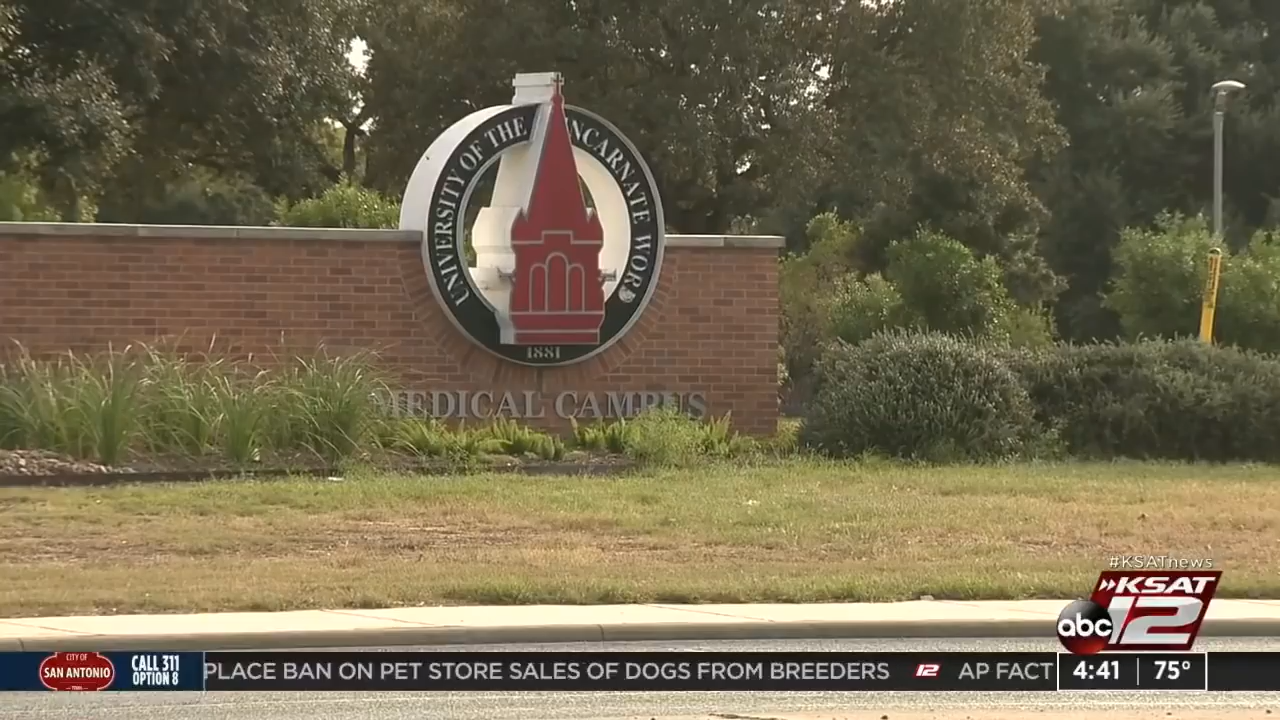 UNIVERSITY OF THE INCARNATE WOR
1881
MEDICAL CAMPUS
#KSATnews
KSAT
abc 12
CITY OF
SAN ANTONIO
CALL 311
OPTION 8
PLACE BAN ON PET STORE SALES OF DOGS FROM BREEDERS 12 AP FACT
4:41 75°